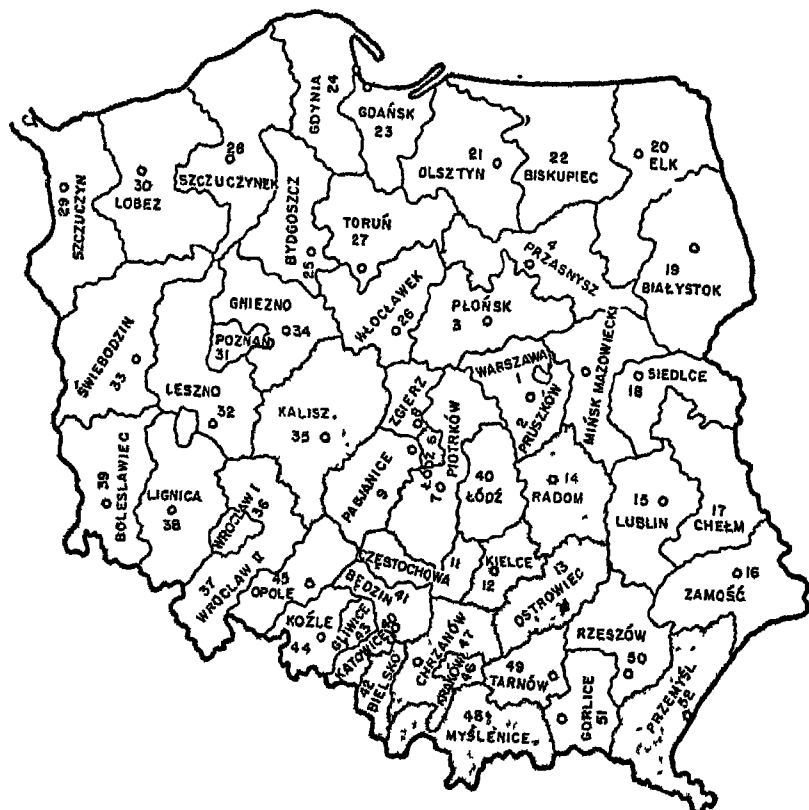 GDYNIA
24
GDAŃSK
23
28
SZCZUCZYNEK
21
OLSZTYN
22
BISKUPIEC
20
ELK
30
LOBEZ
29
SZCZUCZYN
BYDGOSZCZ
25
TORUŃ
27
4
PRZASNYSZ
19
BIAŁYSTOK
GNIEZNO
34
WŁOCŁAWEK
26
PŁOŃSK
3
POZNAŃ
31
ŚWIEBODZIN
33
LESZNO
32
KALISZ
35
ZGIERZ
8
WARSZAWA
1
2
PRUSZKÓW
MIŃSK MAZOWIECKI
SIEDLCE
18
ŁÓDŹ 6
PIOTRKÓW
7
PABJANICE
9
40
ŁÓDŹ
14
RADOM
15
LUBLIN
17
CHEŁM
39
BOLESŁAWIEC
LIGNICA
38
WROCŁAW I
36
37
WROCŁAW II
45
OPOLE
CZĘSTOCHOWA
11
KIELCE
12
13
OSTROWIEC
16
ZAMOŚĆ
BĘDZIN
41
KOŹLE
44
GLIWICE
43
KATOWICE
42
BIELSKO
CHRZANÓW
47
KRAKÓW
46
49
TARNÓW
RZESZÓW
50
48
MYŚLENICE
GORLICE
51
PRZEMYŚL
52